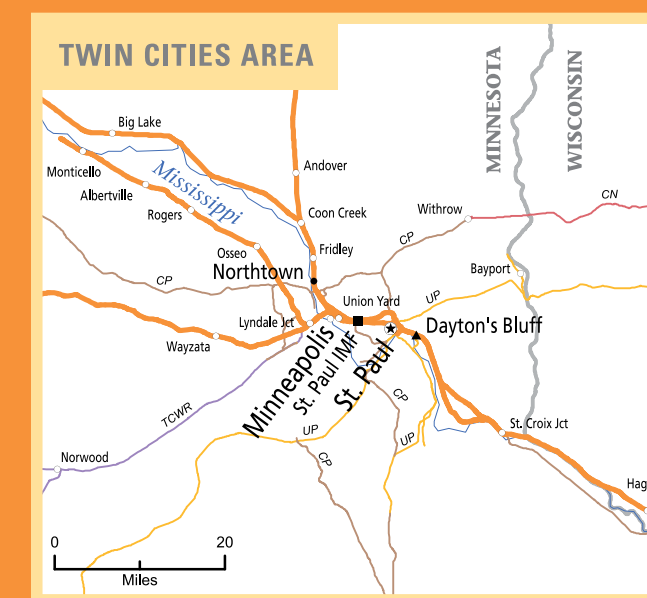 TWIN CITIES AREA
MINNESOTA
WISCONSIN
Big Lake
Monticello
Albertville
Rogers
Mississippi
Andover
Coon Creek
Withrow
CN
CP
Fridley
Osseo
Northtown
CP
Bayport
UP
Union Yard
Lyndale Jct
Dayton's Bluff
Wayzata
Minneapolis
St. Paul IMF
St. Paul
CP
TCWR
UP
UP
CP
St. Croix Jct
Norwood
Hag
0 20
Miles